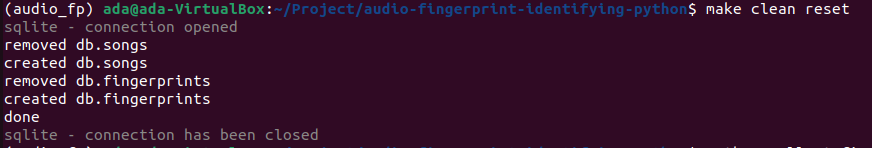 (audio_fp) ada@ada-VirtualBox:~/Project/audio-fingerprint-identifying-python$ make clean reset
sqlite - connection opened
removed db.songs
created db.songs
removed db.fingerprints
created db.fingerprints
done
sqlite - connection has been closed